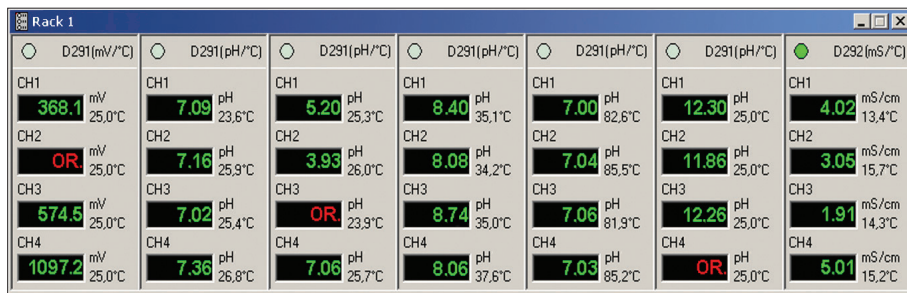 Rack 1
D291(mV/°C)
CH1
368.1 mV
25,0°C
CH2
OR. mV
25,0°C
CH3
574.5 mV
25,0°C
CH4
1097.2 mV
25,0°C
D291(pH/°C)
CH1
7.09 pH
23,6°C
CH2
7.16 pH
25,9°C
CH3
7.02 pH
25,4°C
CH4
7.36 pH
26,8°C
D291(pH/°C)
CH1
5.20 pH
25,3°C
CH2
3.93 pH
26,0°C
CH3
OR. pH
23,9°C
CH4
7.06 pH
25,7°C
D291(pH/°C)
CH1
8.40 pH
35,1°C
CH2
8.08 pH
34,2°C
CH3
8.74 pH
35,0°C
CH4
8.06 pH
37,6°C
D291(pH/°C)
CH1
7.00 pH
82,6°C
CH2
7.04 pH
85,5°C
CH3
7.06 pH
81,9°C
CH4
7.03 pH
85,2°C
D291(pH/°C)
CH1
12.30 pH
25,0°C
CH2
11.86 pH
25,0°C
CH3
12.26 pH
25,0°C
CH4
OR. pH
25,0°C
D292(mS/°C)
CH1
4.02 mS/cm
13,4°C
CH2
3.05 mS/cm
15,7°C
CH3
1.91 mS/cm
14,3°C
CH4
5.01 mS/cm
15,2°C